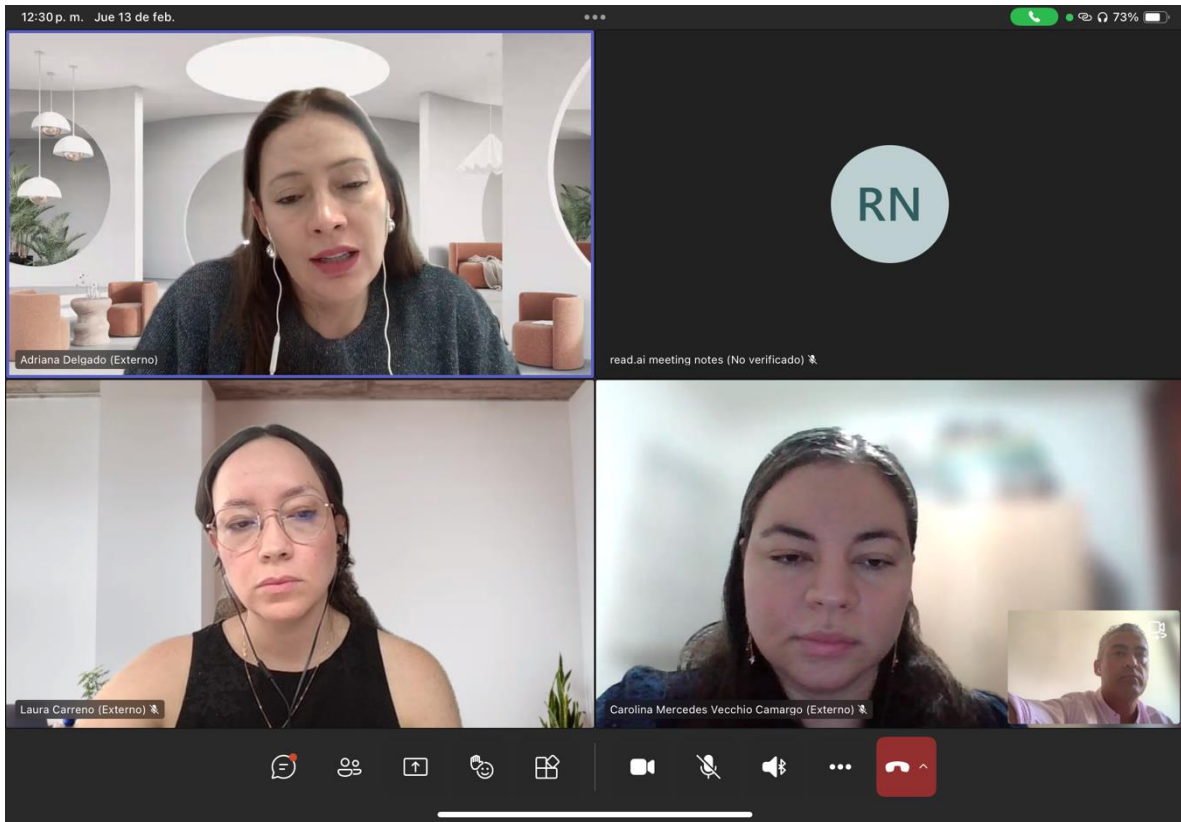 12:30 p. m. Jue 13 de feb.
73%
Adriana Delgado (Externo)
RN
read.ai meeting notes (No verificado)
Laura Carreno (Externo)
Carolina Mercedes Vecchio Camargo (Externo)